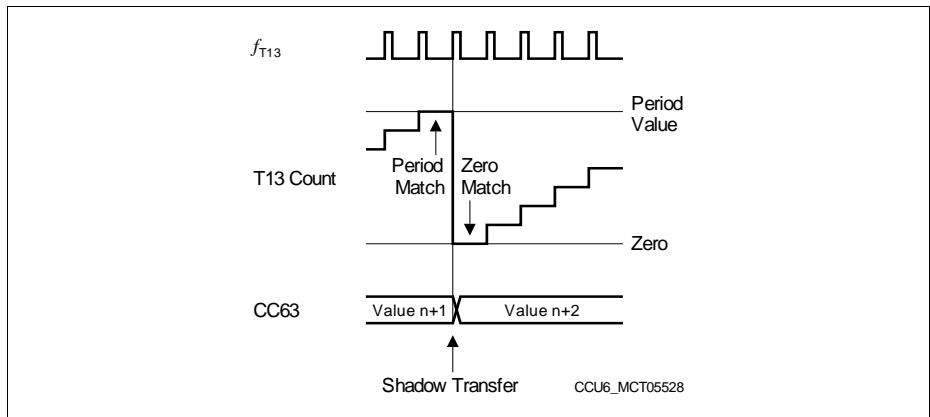 fT13
Period
Value
Period Zero
Match Match
T13 Count
Zero
CC63
Value n+1
Value n+2
Shadow Transfer
CCU6_MCT05528